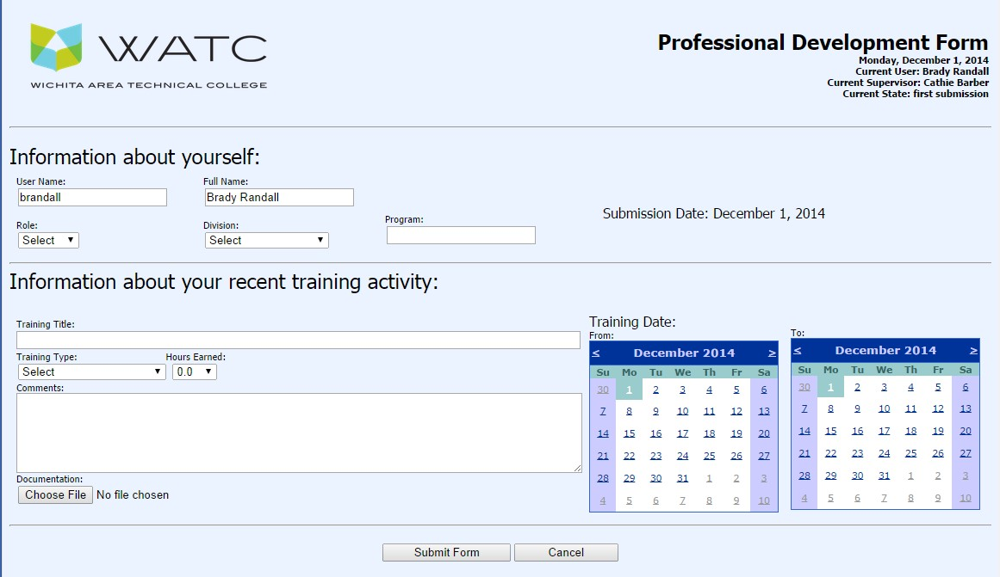 WATC
WICHITA AREA TECHNICAL COLLEGE
Professional Development Form
Monday, December 1, 2014
Current User: Brady Randall
Current Supervisor: Cathie Barber
Current State: first submission
Information about yourself:
User Name:
brandall
Full Name:
Brady Randall
Role:
Select
Division:
Select
Program:
Submission Date: December 1, 2014
Information about your recent training activity:
Training Title:
Training Type:
Select
Hours Earned:
0.0
Comments:
Documentation:
Choose File No file chosen
Training Date:
From:
< December 2014 >
Su Mo Tu We Th Fr Sa
30 1 2 3 4 5 6
7 8 9 10 11 12 13
14 15 16 17 18 19 20
21 22 23 24 25 26 27
28 29 30 31 1 2 3
4 5 6 7 8 9 10
To:
< December 2014 >
Su Mo Tu We Th Fr Sa
30 1 2 3 4 5 6
7 8 9 10 11 12 13
14 15 16 17 18 19 20
21 22 23 24 25 26 27
28 29 30 31 1 2 3
4 5 6 7 8 9 10
Submit Form Cancel